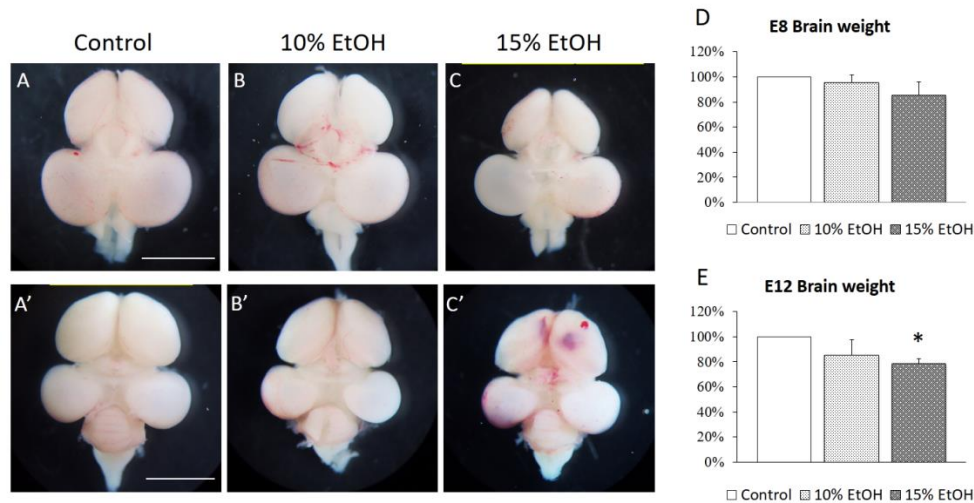 Control 10% EtOH 15% EtOH
A B C
A’ B’ C’
D
E8 Brain weight
120%
100%
80%
60%
40%
20%
0%
Control 10% EtOH 15% EtOH
E
E12 Brain weight
120%
100%
80%
60%
40%
20%
0%
*
Control 10% EtOH 15% EtOH